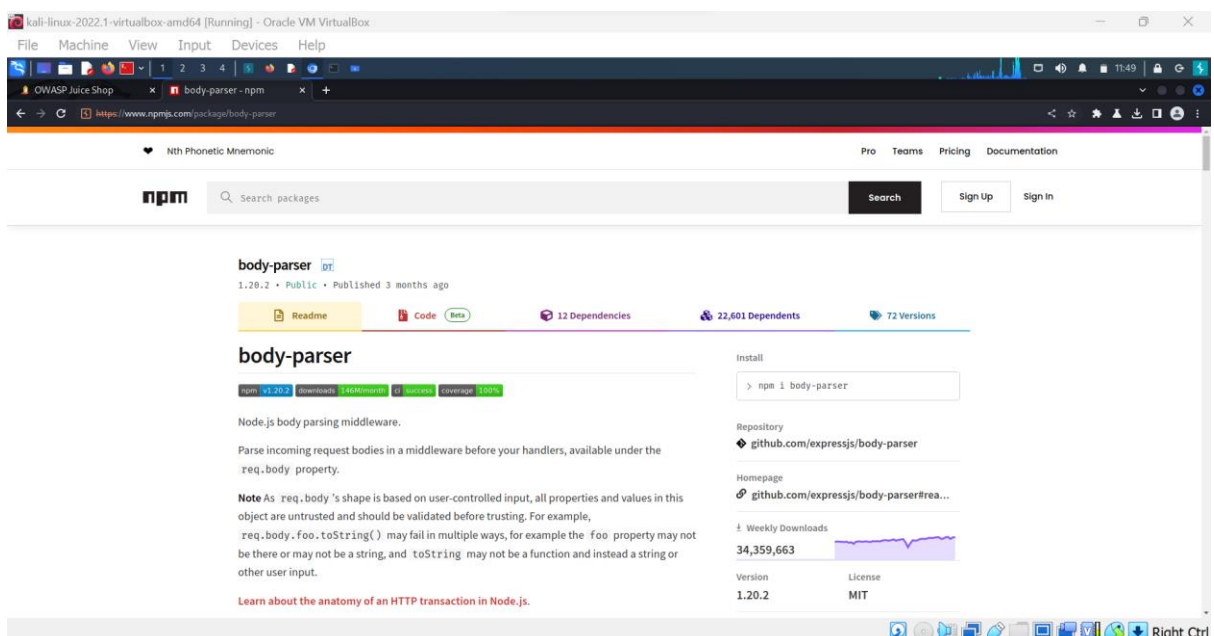 kali-linux-2022.1-virtualbox-amd64 [Running] - Oracle VM VirtualBox
File Machine View Input Devices Help
1 2 3 4 11:49
OWASP Juice Shop body-parser - npm
https://www.npmjs.com/package/body-parser
Nth Phonetic Mnemonic Pro Teams Pricing Documentation
npm Search packages Search Sign Up Sign In
body-parser DT
1.20.2 • Public • Published 3 months ago
Readme Code Beta 12 Dependencies 22,601 Dependents 72 Versions
body-parser
npm v1.20.2 downloads 146M/month ci success coverage 100%
Node.js body parsing middleware.
Parse incoming request bodies in a middleware before your handlers, available under the
req.body property.
Note As req.body 's shape is based on user-controlled input, all properties and values in this
object are untrusted and should be validated before trusting. For example,
req.body.foo.toString() may fail in multiple ways, for example the foo property may not
be there or may not be a string, and toString may not be a function and instead a string or
other user input.
Learn about the anatomy of an HTTP transaction in Node.js.
Install
> npm i body-parser
Repository
github.com/expressjs/body-parser
Homepage
github.com/expressjs/body-parser#rea...
Weekly Downloads
34,359,663
Version License
1.20.2 MIT
Right Ctrl